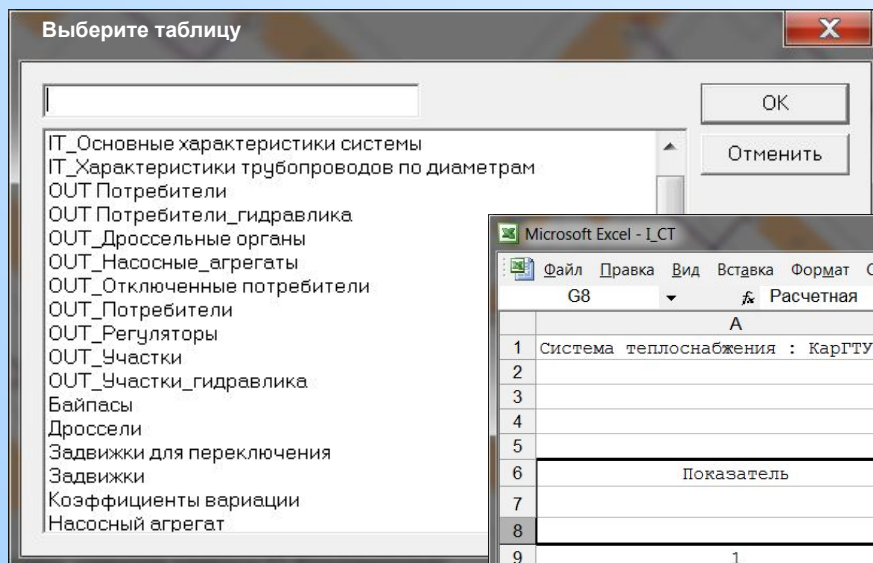 Выберите таблицу
X
OK
Отменить
IT_Основные характеристики системы
IT_Характеристики трубопроводов по диаметрам
OUT Потребители
OUT Потребители_гидравлика
OUT_Дроссельные органы
OUT_Насосные_агрегаты
OUT_Отключенные потребители
OUT_Потребители
OUT_Регуляторы
OUT_Участки
OUT_Участки_гидравлика
Байпасы
Дроссели
Задвижки для переключения
Задвижки
Коэффициенты вариации
Насосный агрегат
Microsoft Excel - I_CT
Файл Правка Вид Вставка Формат
G8 fx Расчетная
A
1 Система теплоснабжения : КарГТУ
2
3
4
5
6 Показатель
7
8
9 1